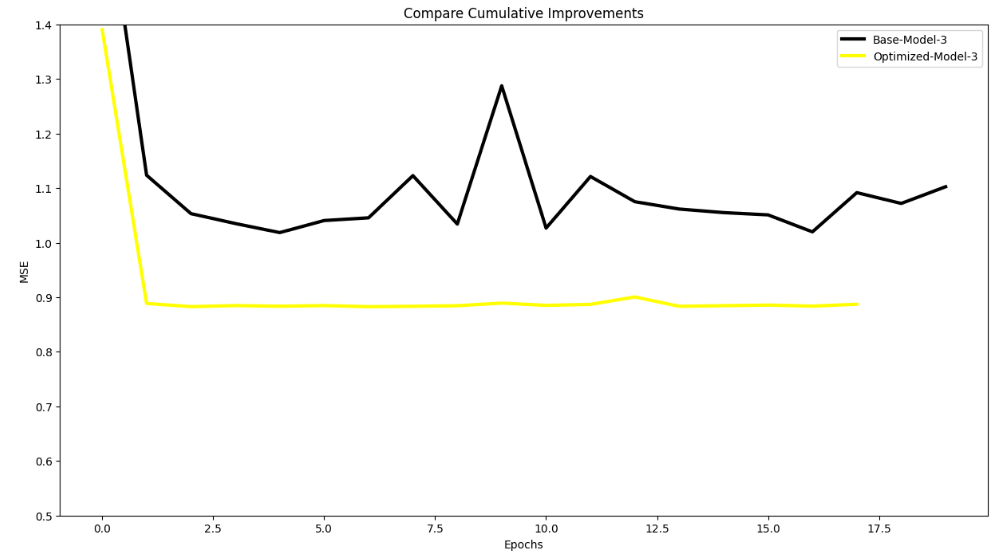 Compare Cumulative Improvements
Base-Model-3
Optimized-Model-3
MSE
1.4
1.3
1.2
1.1
1.0
0.9
0.8
0.7
0.6
0.5
0.0 2.5 5.0 7.5 10.0 12.5 15.0 17.5
Epochs